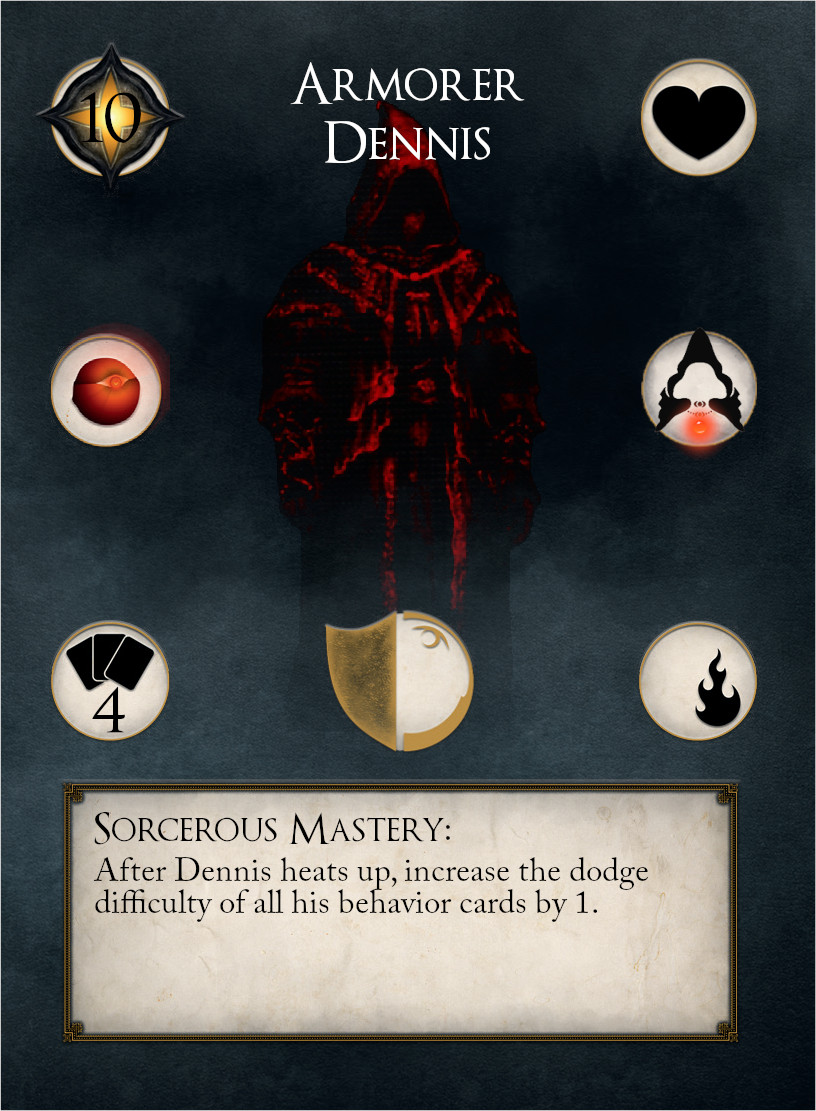 10
Armorer
Dennis
4
Sorcerous Mastery:
After Dennis heats up, increase the dodge
difficulty of all his behavior cards by 1.